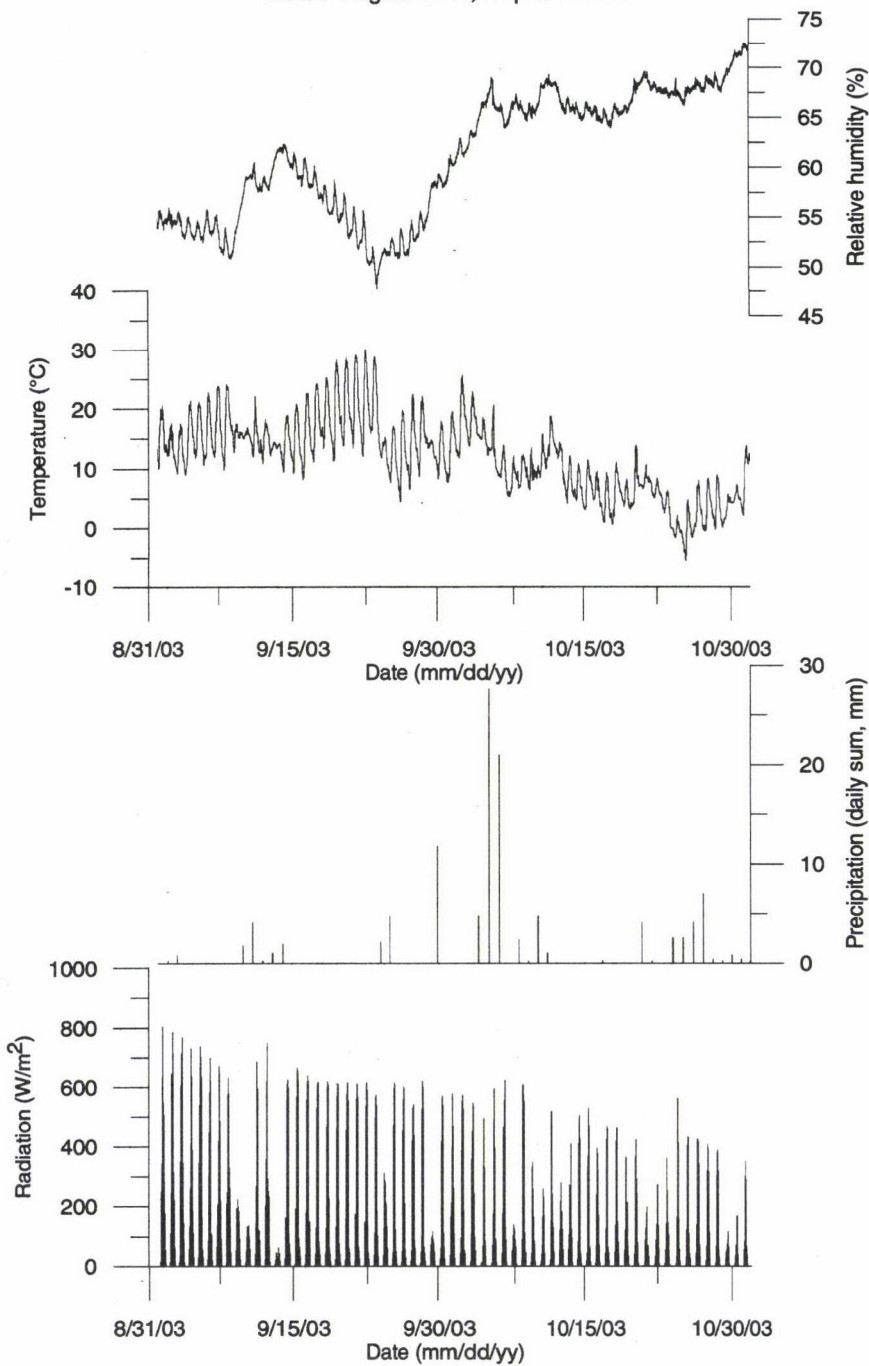 75
70
65
60
55
50
45
Relative humidity (%)
40
30
20
10
0
-10
Temperature (°C)
8/31/03 9/15/03 9/30/03 10/15/03 10/30/03
Date (mm/dd/yy)
30
20
10
0
Precipitation (daily sum, mm)
1000
800
600
400
200
0
Radiation (W/m²)
8/31/03 9/15/03 9/30/03 10/15/03 10/30/03
Date (mm/dd/yy)